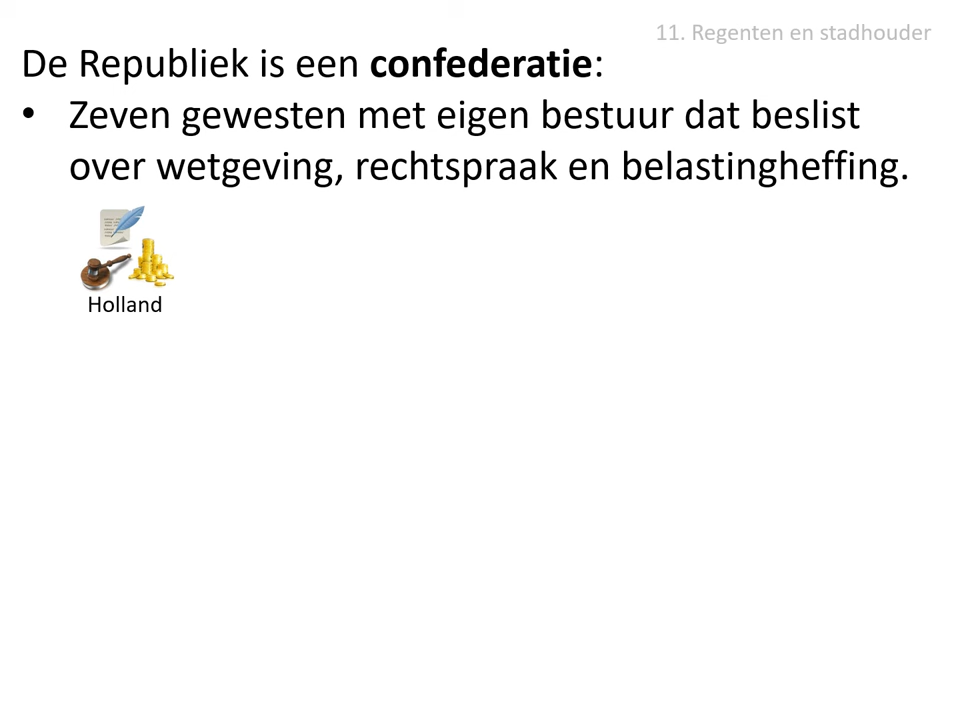 11. Regenten en stadhouder
De Republiek is een confederatie:
• Zeven gewesten met eigen bestuur dat beslist
over wetgeving, rechtspraak en belastingheffing.
Holland